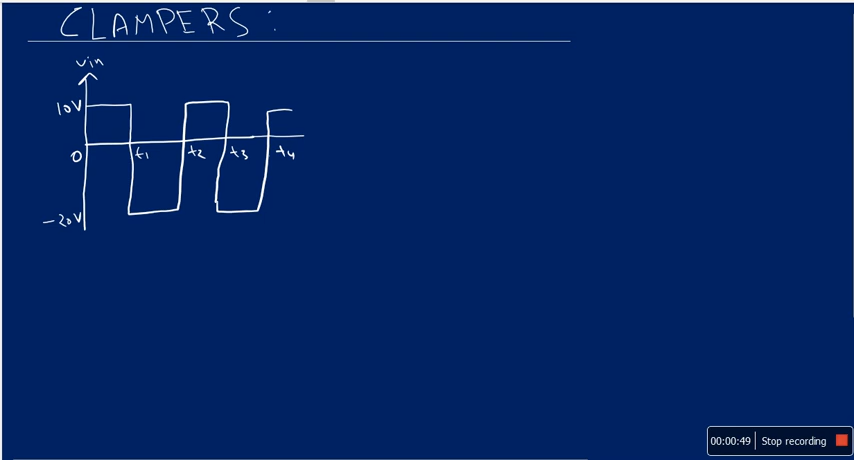 CLAMPERS :
vin
10V
0
t1 t2 t3 t4
-20V
00:00:49 Stop recording